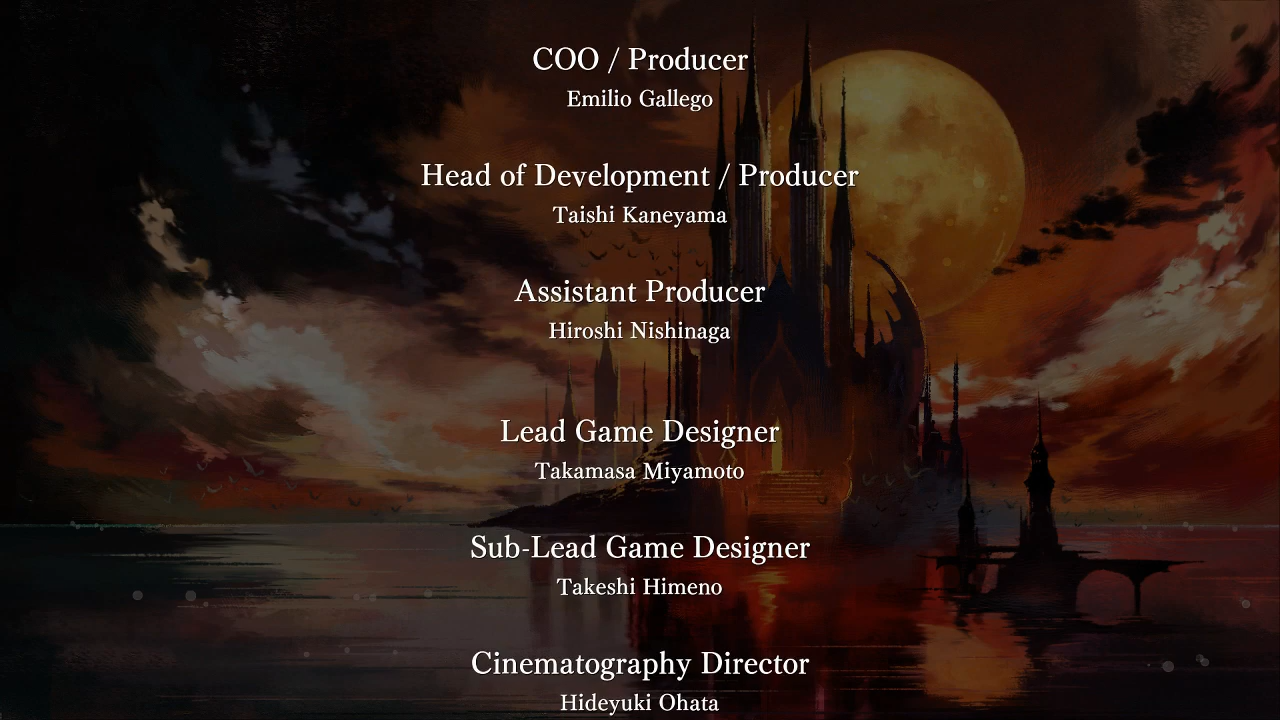 COO / Producer
Emilio Gallego
Head of Development / Producer
Taishi Kaneyama
Assistant Producer
Hiroshi Nishinaga
Lead Game Designer
Takamasa Miyamoto
Sub-Lead Game Designer
Takeshi Himeno
Cinematography Director
Hideyuki Ohata